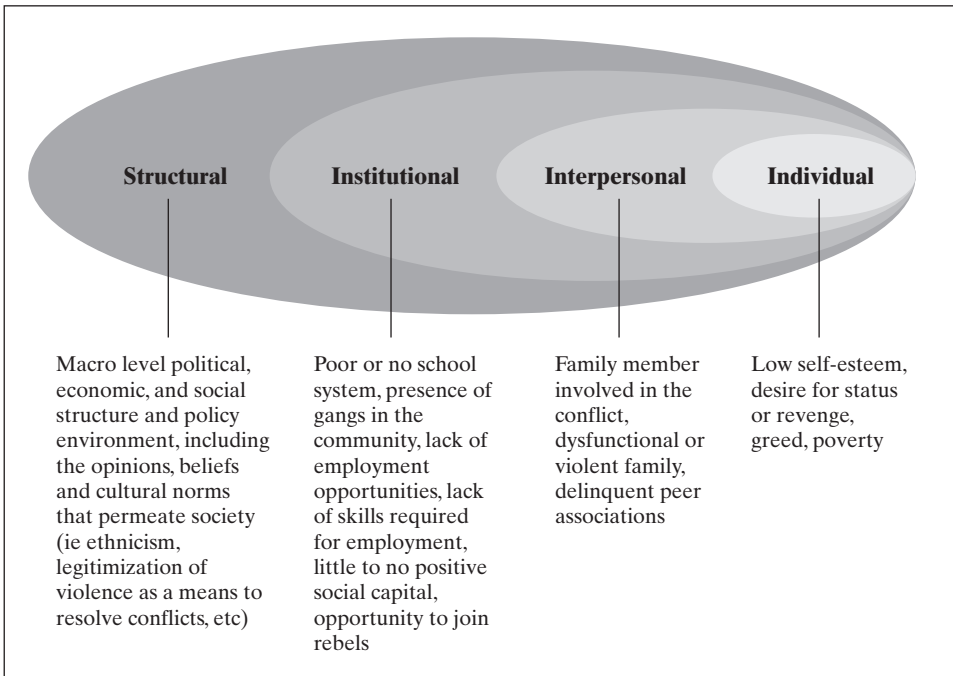 Structural
Institutional
Interpersonal
Individual
Macro level political,
economic, and social
structure and policy
environment, including
the opinions, beliefs
and cultural norms
that permeate society
(ie ethnicism,
legitimization of
violence as a means to
resolve conflicts, etc)
Poor or no school
system, presence of
gangs in the
community, lack of
employment
opportunities, lack
of skills required
for employment,
little to no positive
social capital,
opportunity to join
rebels
Family member
involved in the
conflict,
dysfunctional or
violent family,
delinquent peer
associations
Low self-esteem,
desire for status
or revenge,
greed, poverty